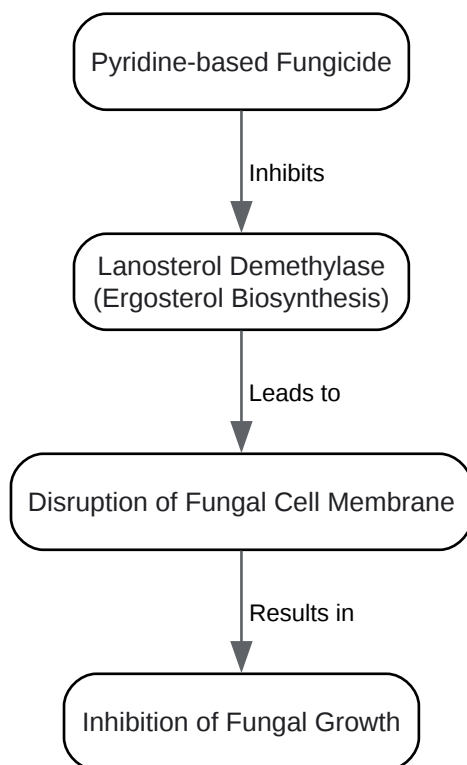 Pyridine-based Fungicide
Inhibits
Lanosterol Demethylase
(Ergosterol Biosynthesis)
Leads to
Disruption of Fungal Cell Membrane
Results in
Inhibition of Fungal Growth